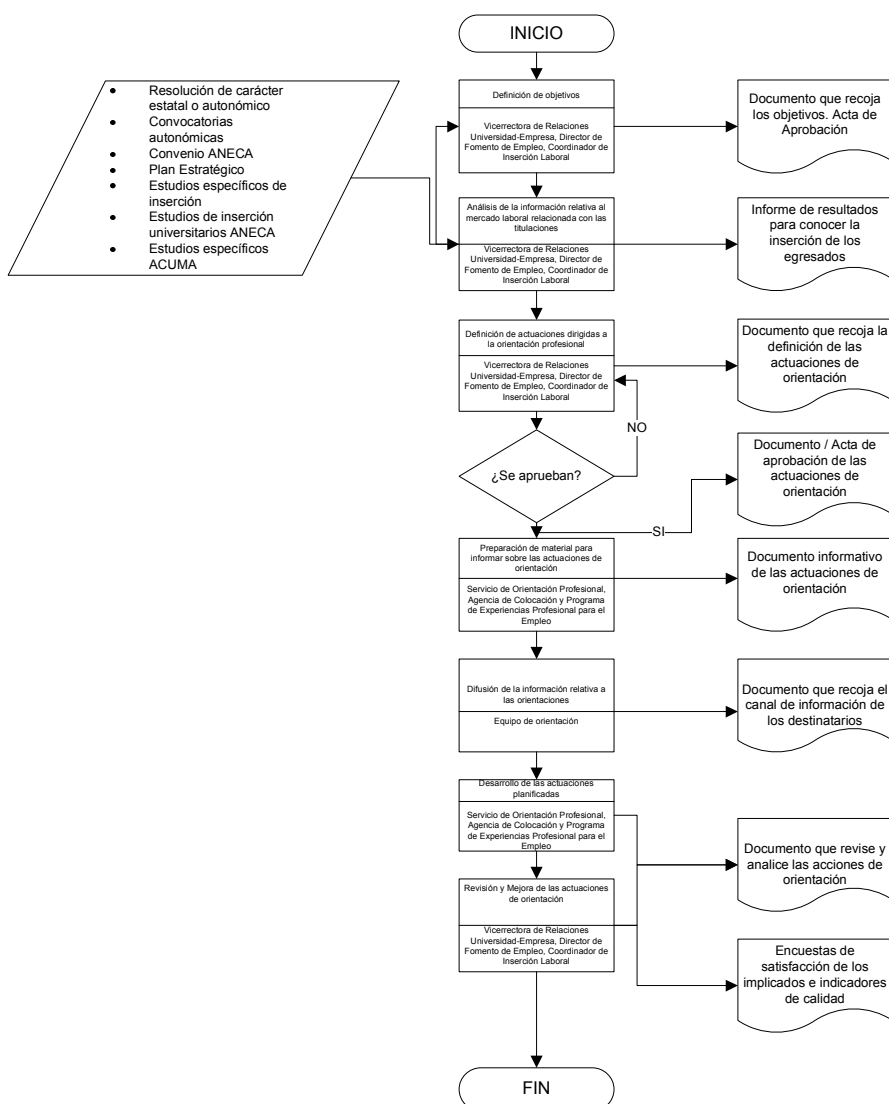 INICIO
Resolución de carácter
estatal o autonómico
Convocatorias
autonómicas
Convenio ANECA
Plan Estratégico
Estudios específicos de
inserción
Estudios de inserción
universitarios ANECA
Estudios específicos
ACUMA
Definición de objetivos
Vicerrectora de Relaciones
Universidad-Empresa, Director de
Fomento de Empleo, Coordinador de
Inserción Laboral
Documento que recoja
los objetivos. Acta de
Aprobación
Análisis de la información relativa al
mercado laboral relacionada con las
titulaciones
Vicerrectora de Relaciones
Universidad-Empresa, Director de
Fomento de Empleo, Coordinador de
Inserción Laboral
Informe de resultados
para conocer la
inserción de los
egresados
Definición de actuaciones dirigidas a
la orientación profesional
Vicerrectora de Relaciones
Universidad-Empresa, Director de
Fomento de Empleo, Coordinador de
Inserción Laboral
Documento que recoja la
definición de las
actuaciones de
orientación
NO
¿Se aprueban?
Documento / Acta de
aprobación de las
actuaciones de
orientación
SI
Preparación de material para
informar sobre las actuaciones de
orientación
Servicio de Orientación Profesional,
Agencia de Colocación y Programa
de Experiencias Profesional para el
Empleo
Documento informativo
de las actuaciones de
orientación
Difusión de la información relativa a
las orientaciones
Equipo de orientación
Documento que recoja el
canal de información de
los destinatarios
Desarrollo de las actuaciones
planificadas
Servicio de Orientación Profesional,
Agencia de Colocación y Programa
de Experiencias Profesional para el
Empleo
Documento que revise y
analice las acciones de
orientación
Revisión y Mejora de las actuaciones
de orientación
Vicerrectora de Relaciones
Universidad-Empresa, Director de
Fomento de Empleo, Coordinador de
Inserción Laboral
Encuestas de
satisfacción de los
implicados e indicadores
de calidad
FIN